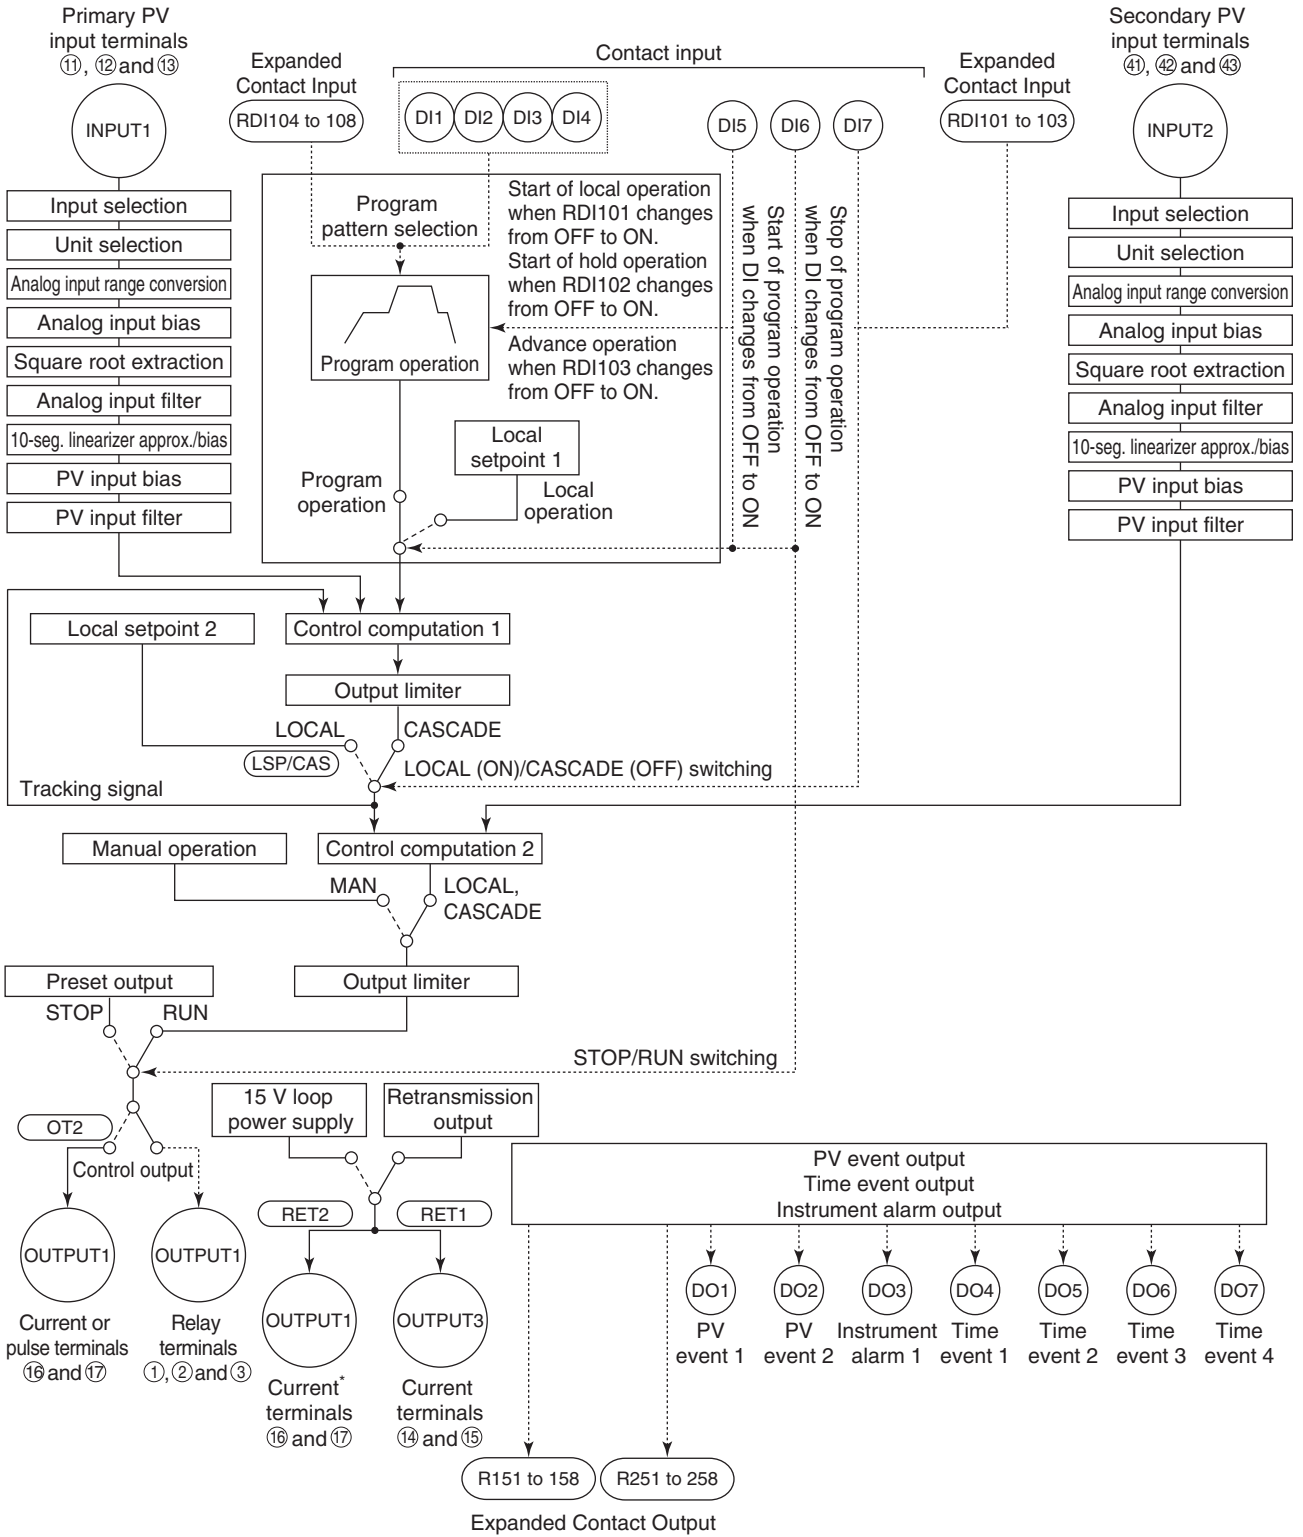 Primary PV
input terminals
⑪, ⑫ and ⑬
INPUT1
Input selection
Unit selection
Analog input range conversion
Analog input bias
Square root extraction
Analog input filter
10-seg. linearizer approx./bias
PV input bias
PV input filter
Expanded
Contact Input
RDI104 to 108
Contact input
DI1
DI2
DI3
DI4
DI5
DI6
DI7
Expanded
Contact Input
RDI101 to 103
Secondary PV
input terminals
㊶, ㊷ and ㊸
INPUT2
Input selection
Unit selection
Analog input range conversion
Analog input bias
Square root extraction
Analog input filter
10-seg. linearizer approx./bias
PV input bias
PV input filter
Program
pattern selection
Program operation
Start of local operation
when RDI101 changes
from OFF to ON.
Start of hold operation
when RDI102 changes
from OFF to ON.
Advance operation
when RDI103 changes
from OFF to ON.
Start of program operation
when DI changes from OFF to ON
Stop of program operation
when DI changes from OFF to ON
Local
setpoint 1
Program
operation
Local
operation
Local setpoint 2
Control computation 1
Output limiter
LOCAL
CASCADE
LSP/CAS
LOCAL (ON)/CASCADE (OFF) switching
Tracking signal
Manual operation
Control computation 2
MAN
LOCAL,
CASCADE
Preset output
Output limiter
STOP
RUN
STOP/RUN switching
15 V loop
power supply
Retransmission
output
OT2
Control output
RET2
RET1
PV event output
Time event output
Instrument alarm output
OUTPUT1
OUTPUT1
OUTPUT1
OUTPUT3
Current or
pulse terminals
⑯ and ⑰
Relay
terminals
①, ② and ③
Current*
terminals
⑯ and ⑰
Current
terminals
⑭ and ⑮
DO1
DO2
DO3
DO4
DO5
DO6
DO7
PV
event 1
PV
event 2
Instrument
alarm 1
Time
event 1
Time
event 2
Time
event 3
Time
event 4
R151 to 158
R251 to 258
Expanded Contact Output